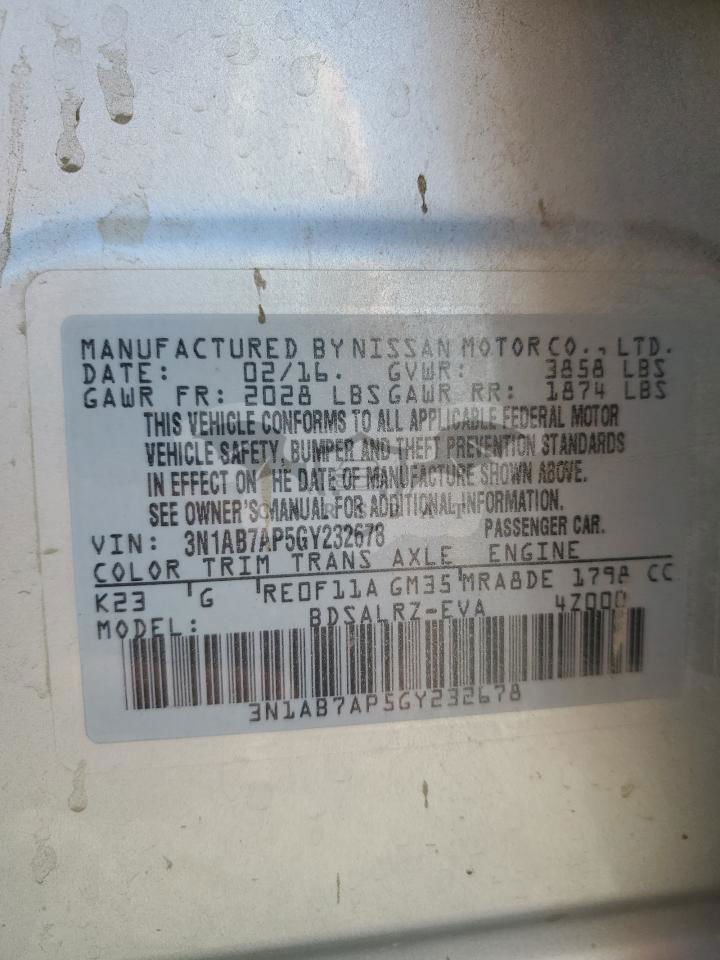 MANUFACTURED BY NISSAN MOTOR CO., LTD.
DATE: 02/16. GVWR: 3858 LBS
GAWR FR: 2028 LBS GAWR RR: 1874 LBS
THIS VEHICLE CONFORMS TO ALL APPLICABLE FEDERAL MOTOR
VEHICLE SAFETY, BUMPER AND THEFT PREVENTION STANDARDS
IN EFFECT ON HE DATE OF MANUFACTURE SHOWN ABOVE.
SEE OWNER'S MANUAL FOR ADDITIONAL INFORMATION.
VIN: 3N1AB7AP5GY232678 PASSENGER CAR.
COLOR TRIM TRANS AXLE ENGINE
K23 G RE0F11A GM35 MRA8DE 1798 CC
MODEL: BDSALRZ-EVA 4Z000
3N1AB7AP5GY232678